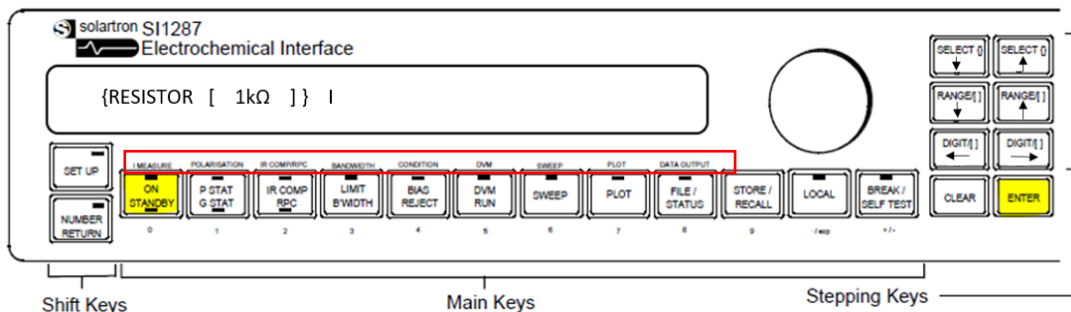 solartron SI1287
Electrochemical Interface
{RESISTOR [ 1kΩ ] } I
SELECT {} SELECT {}
RANGE/[ ] RANGE/[ ]
DIGIT/[ ] DIGIT/[ ]
SET UP
I MEASURE POLARISATION IR COMP/RPC BANDWIDTH CONDITION DVM SWEEP PLOT DATA OUTPUT
ON STANDBY
P STAT G STAT
IR COMP RPC
LIMIT B'WIDTH
BIAS REJECT
DVM RUN
SWEEP
PLOT
FILE / STATUS
STORE / RECALL
LOCAL
BREAK / SELF TEST
CLEAR
ENTER
NUMBER RETURN
0 1 2 3 4 5 6 7 8 9 · / exp + / -
Shift Keys Main Keys Stepping Keys